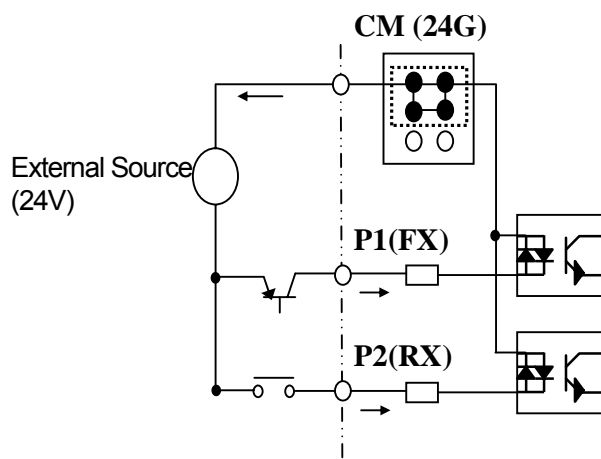 CM (24G)
External Source
(24V)
P1(FX)
P2(RX)